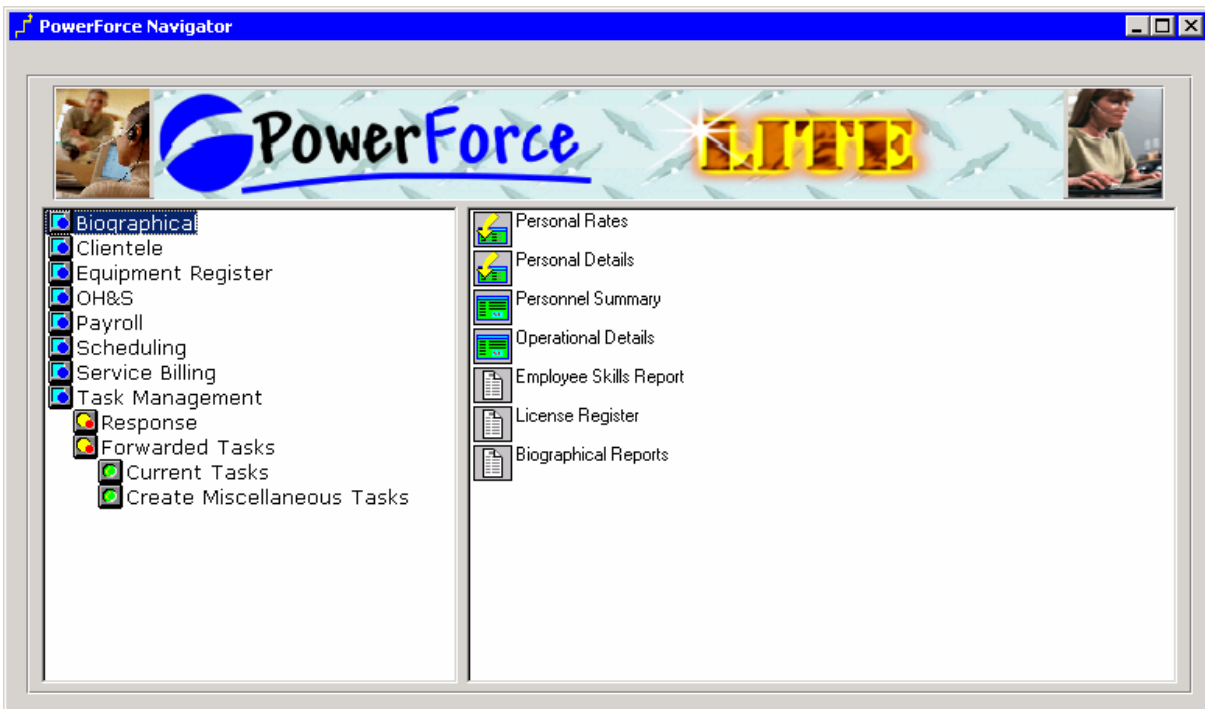 PowerForce Navigator
PowerForce LITE
Biographical
Clientele
Equipment Register
OH&S
Payroll
Scheduling
Service Billing
Task Management
Response
Forwarded Tasks
Current Tasks
Create Miscellaneous Tasks
Personal Rates
Personal Details
Personnel Summary
Operational Details
Employee Skills Report
License Register
Biographical Reports